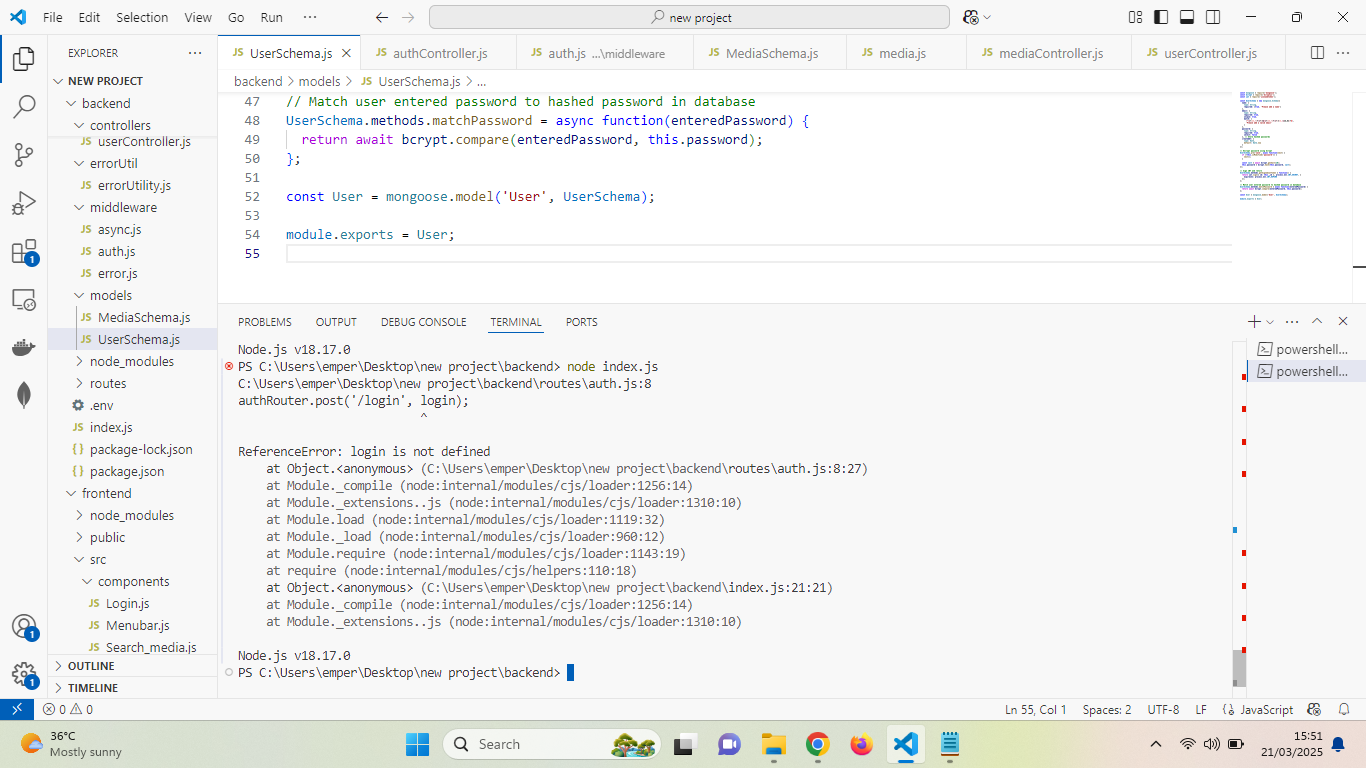 File Edit Selection View Go Run ···
new project
EXPLORER ···
NEW PROJECT
backend
controllers
JS userController.js
errorUtil
JS errorUtility.js
middleware
JS async.js
JS auth.js
JS error.js
models
JS MediaSchema.js
JS UserSchema.js
node_modules
routes
.env
JS index.js
{} package-lock.json
{} package.json
frontend
node_modules
public
src
components
JS Login.js
JS Menubar.js
JS Search_media.js
OUTLINE
TIMELINE
1
1
1
JS UserSchema.js
JS authController.js
JS auth.js ...\middleware
JS MediaSchema.js
JS media.js
JS mediaController.js
JS userController.js
···
backend > models > JS UserSchema.js > ...
47 // Match user entered password to hashed password in database
48 UserSchema.methods.matchPassword = async function(enteredPassword) {
49 return await bcrypt.compare(enteredPassword, this.password);
50 };
51
52 const User = mongoose.model('User', UserSchema);
53
54 module.exports = User;
55
PROBLEMS OUTPUT DEBUG CONSOLE TERMINAL PORTS ···
powershell...
powershell...
Node.js v18.17.0
PS C:\Users\emper\Desktop\new project\backend> node index.js
C:\Users\emper\Desktop\new project\backend\routes\auth.js:8
authRouter.post('/login', login);
^
ReferenceError: login is not defined
at Object.<anonymous> (C:\Users\emper\Desktop\new project\backend\routes\auth.js:8:27)
at Module._compile (node:internal/modules/cjs/loader:1256:14)
at Module._extensions..js (node:internal/modules/cjs/loader:1310:10)
at Module.load (node:internal/modules/cjs/loader:1119:32)
at Module._load (node:internal/modules/cjs/loader:960:12)
at Module.require (node:internal/modules/cjs/loader:1143:19)
at require (node:internal/modules/cjs/helpers:110:18)
at Object.<anonymous> (C:\Users\emper\Desktop\new project\backend\index.js:21:21)
at Module._compile (node:internal/modules/cjs/loader:1256:14)
at Module._extensions..js (node:internal/modules/cjs/loader:1310:10)
Node.js v18.17.0
PS C:\Users\emper\Desktop\new project\backend>
0 0
Ln 55, Col 1 Spaces: 2 UTF-8 LF {} JavaScript
36°C
Mostly sunny
Search
15:51
21/03/2025